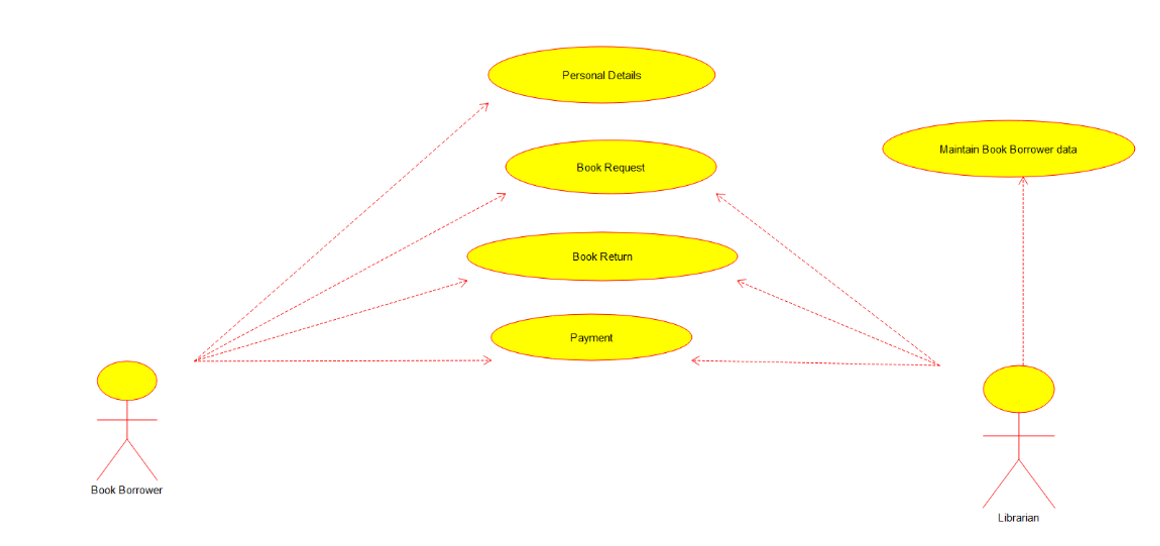 Personal Details
Maintain Book Borrower data
Book Request
Book Return
Payment
Book Borrower
Librarian